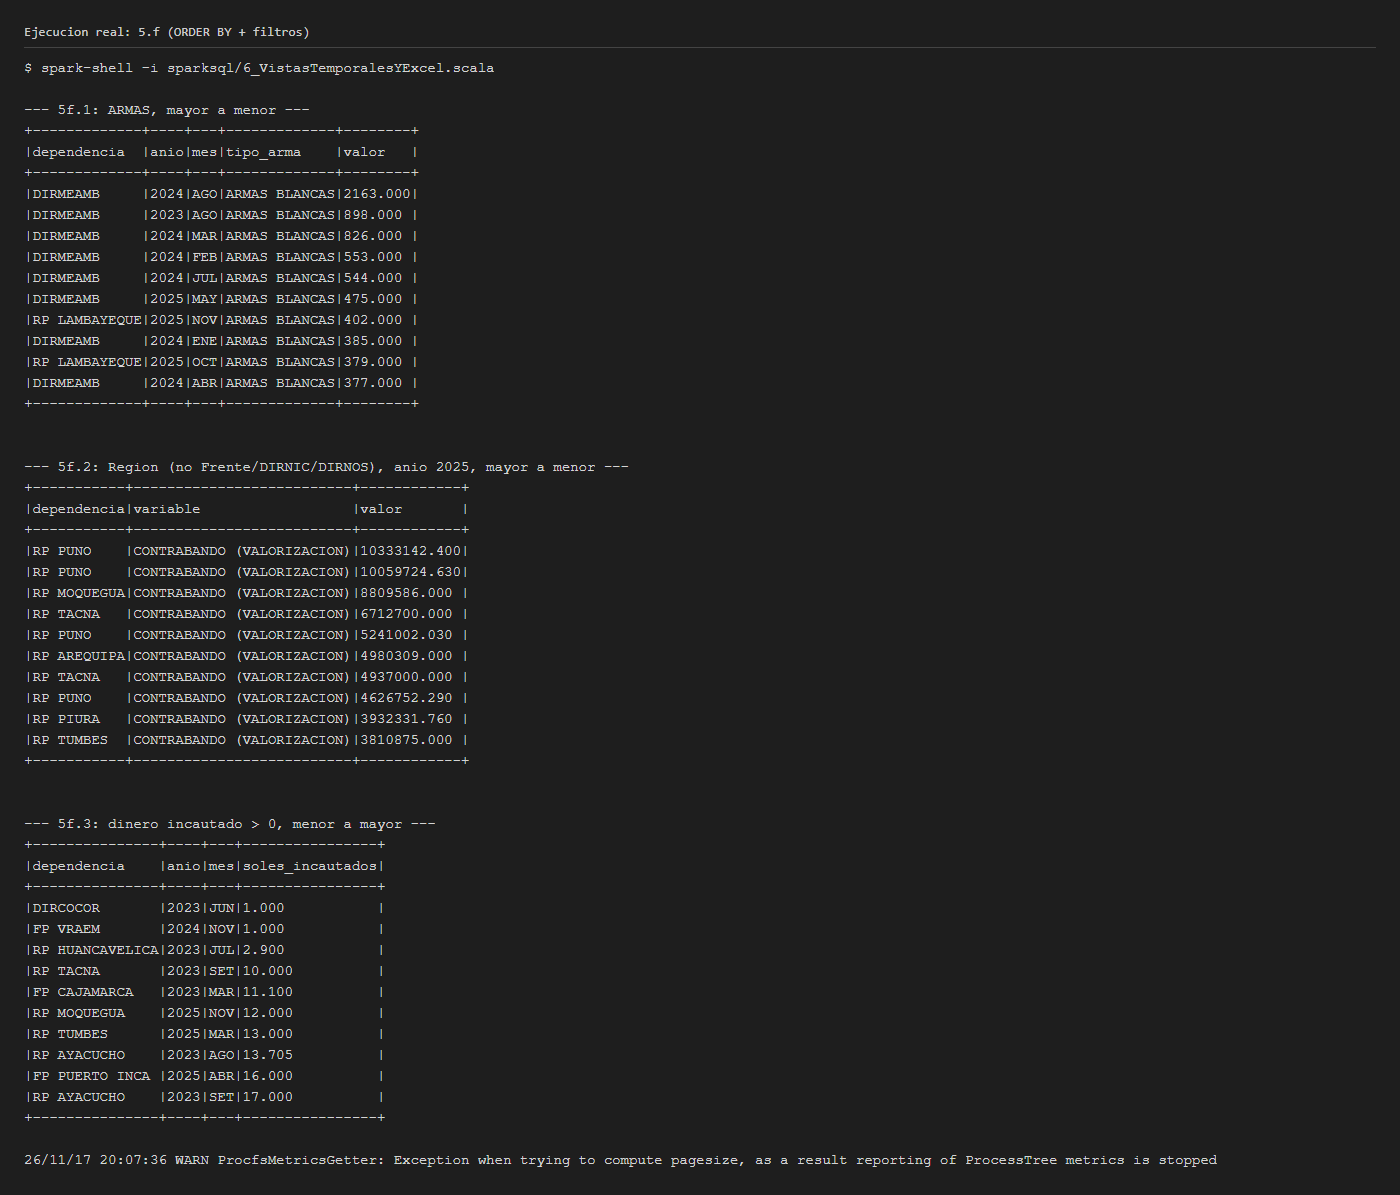 Ejecucion real: 5.f (ORDER BY + filtros)
$ spark-shell -i sparksql/6_VistasTemporalesYExcel.scala
--- 5f.1: ARMAS, mayor a menor ---
+-------------+----+---+-------------+--------+
|dependencia  |anio|mes|tipo_arma    |valor   |
+-------------+----+---+-------------+--------+
|DIRMEAMB     |2024|AGO|ARMAS BLANCAS|2163.000|
|DIRMEAMB     |2023|AGO|ARMAS BLANCAS|898.000 |
|DIRMEAMB     |2024|MAR|ARMAS BLANCAS|826.000 |
|DIRMEAMB     |2024|FEB|ARMAS BLANCAS|553.000 |
|DIRMEAMB     |2024|JUL|ARMAS BLANCAS|544.000 |
|DIRMEAMB     |2025|MAY|ARMAS BLANCAS|475.000 |
|RP LAMBAYEQUE|2025|NOV|ARMAS BLANCAS|402.000 |
|DIRMEAMB     |2024|ENE|ARMAS BLANCAS|385.000 |
|RP LAMBAYEQUE|2025|OCT|ARMAS BLANCAS|379.000 |
|DIRMEAMB     |2024|ABR|ARMAS BLANCAS|377.000 |
+-------------+----+---+-------------+--------+
--- 5f.2: Region (no Frente/DIRNIC/DIRNOS), anio 2025, mayor a menor ---
+-----------+--------------------------+------------+
|dependencia|variable                  |valor       |
+-----------+--------------------------+------------+
|RP PUNO    |CONTRABANDO (VALORIZACION)|10333142.400|
|RP PUNO    |CONTRABANDO (VALORIZACION)|10059724.630|
|RP MOQUEGUA|CONTRABANDO (VALORIZACION)|8809586.000 |
|RP TACNA   |CONTRABANDO (VALORIZACION)|6712700.000 |
|RP PUNO    |CONTRABANDO (VALORIZACION)|5241002.030 |
|RP AREQUIPA|CONTRABANDO (VALORIZACION)|4980309.000 |
|RP TACNA   |CONTRABANDO (VALORIZACION)|4937000.000 |
|RP PUNO    |CONTRABANDO (VALORIZACION)|4626752.290 |
|RP PIURA   |CONTRABANDO (VALORIZACION)|3932331.760 |
|RP TUMBES  |CONTRABANDO (VALORIZACION)|3810875.000 |
+-----------+--------------------------+------------+
--- 5f.3: dinero incautado > 0, menor a mayor ---
+---------------+----+---+----------------+
|dependencia    |anio|mes|soles_incautados|
+---------------+----+---+----------------+
|DIRCOCOR       |2023|JUN|1.000           |
|FP VRAEM       |2024|NOV|1.000           |
|RP HUANCAVELICA|2023|JUL|2.900           |
|RP TACNA       |2023|SET|10.000          |
|FP CAJAMARCA   |2023|MAR|11.100          |
|RP MOQUEGUA    |2025|NOV|12.000          |
|RP TUMBES      |2025|MAR|13.000          |
|RP AYACUCHO    |2023|AGO|13.705          |
|FP PUERTO INCA |2025|ABR|16.000          |
|RP AYACUCHO    |2023|SET|17.000          |
+---------------+----+---+----------------+
26/11/17 20:07:36 WARN ProcfsMetricsGetter: Exception when trying to compute pagesize, as a result reporting of ProcessTree metrics is stopped